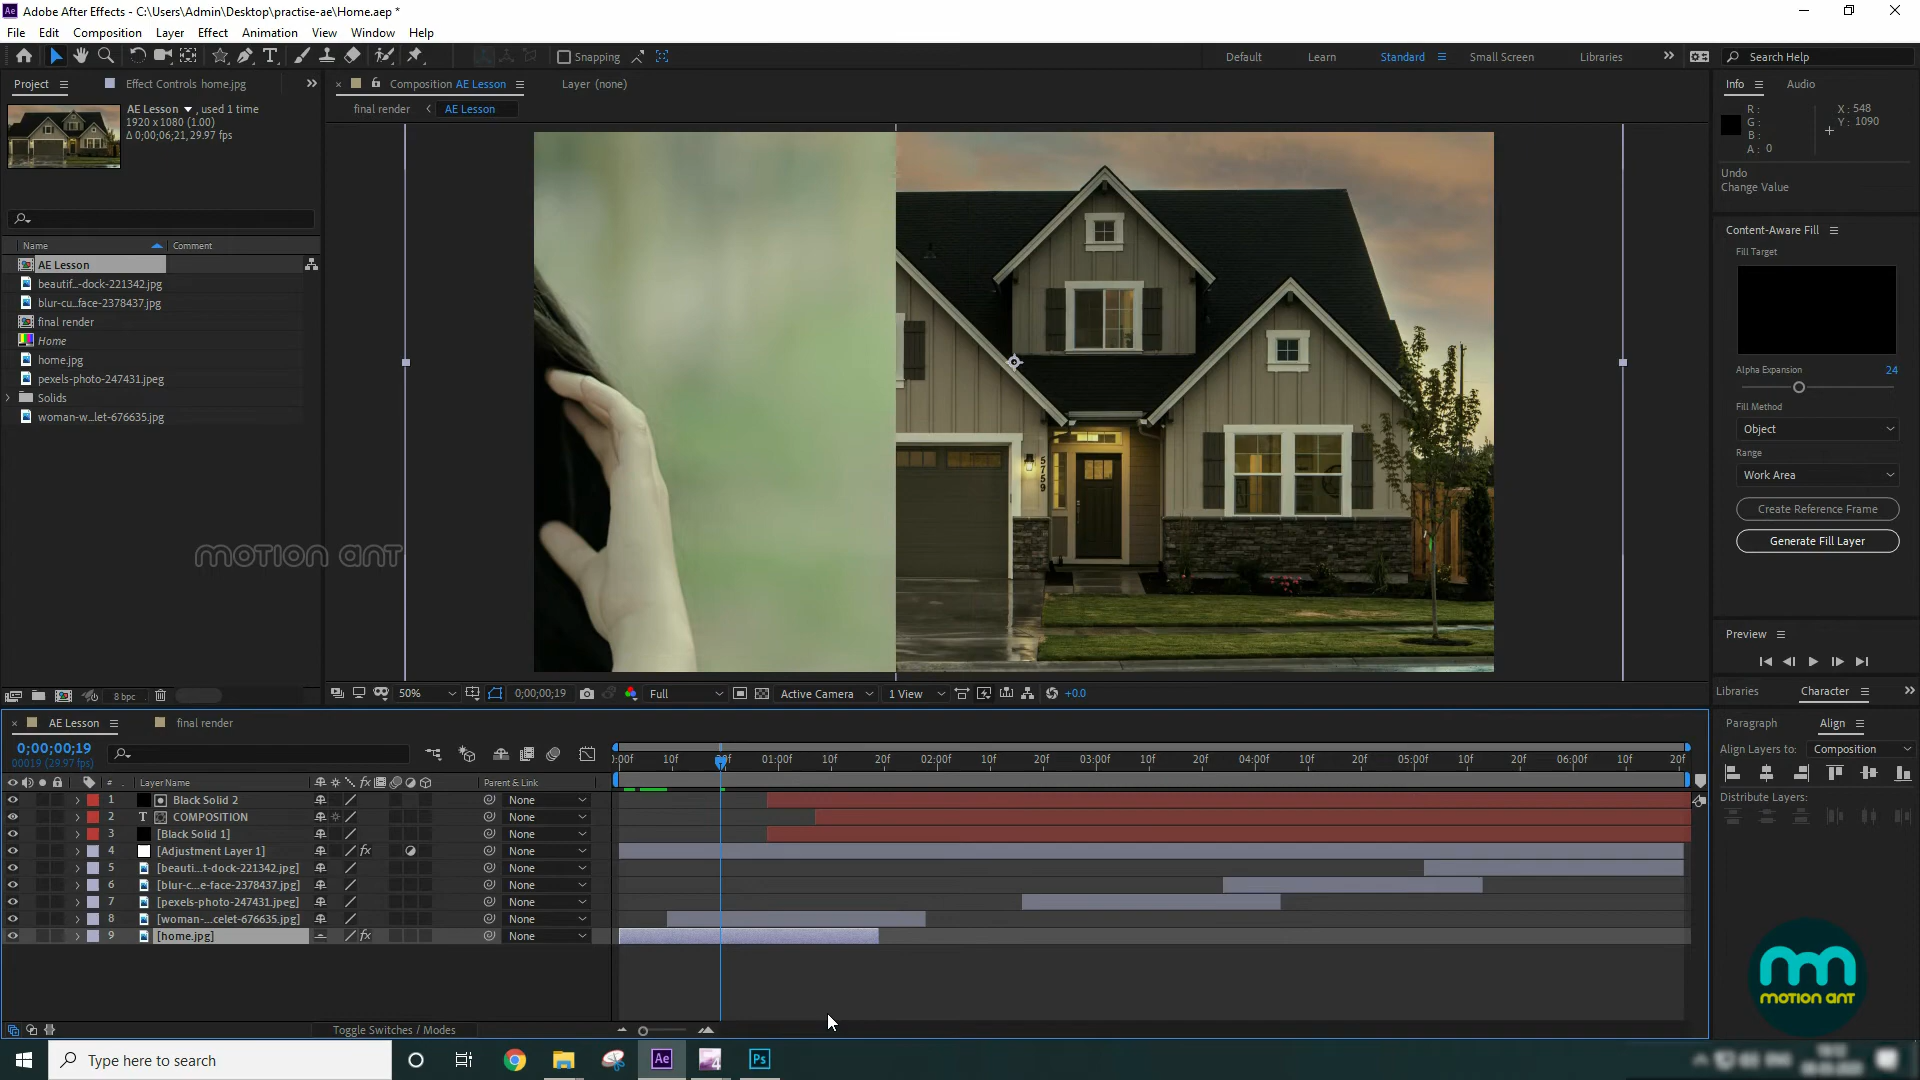 Adobe After Effects - C:\Users\Admin\Desktop\practise-ae\Home.aep *
File Edit Composition Layer Effect Animation View Window Help
Snapping Default Learn Standard Small Screen Libraries Search Help
Project Effect Controls home.jpg Composition AE Lesson Layer (none) Info Audio
AE Lesson , used 1 time
1920 x 1080 (1.00)
Δ 0;00;06;21, 29.97 fps
final render AE Lesson
R :
G :
B :
A : 0
X : 548
Y : 1090
Undo
Change Value
Name Comment
AE Lesson
beautif...-dock-221342.jpg
blur-cu...face-2378437.jpg
final render
Home
home.jpg
pexels-photo-247431.jpeg
Solids
woman-w...let-676635.jpg
Content-Aware Fill
Fill Target
Alpha Expansion 24
Fill Method
Object
Range
Work Area
Create Reference Frame
Generate Fill Layer
5759
motion ant
Preview
8 bpc 50% 0;00;00;19 Full Active Camera 1 View +0.0
Libraries Character
Paragraph Align
Align Layers to: Composition
Distribute Layers:
AE Lesson final render
0;00;00;19
00019 (29.97 fps)
):00f 10f f 01:00f 10f 20f 02:00f 10f 20f 03:00f 10f 20f 04:00f 10f 20f 05:00f 10f 20f 06:00f 10f 20f
# Layer Name fx Parent & Link
1 Black Solid 2 None
2 T COMPOSITION None
3 [Black Solid 1] None
4 [Adjustment Layer 1] fx None
5 [beauti...t-dock-221342.jpg] None
6 [blur-c...e-face-2378437.jpg] None
7 [pexels-photo-247431.jpeg] None
8 [woman-...celet-676635.jpg] None
9 [home.jpg] fx None
Toggle Switches / Modes
motion ant
Type here to search
Ae
Ps